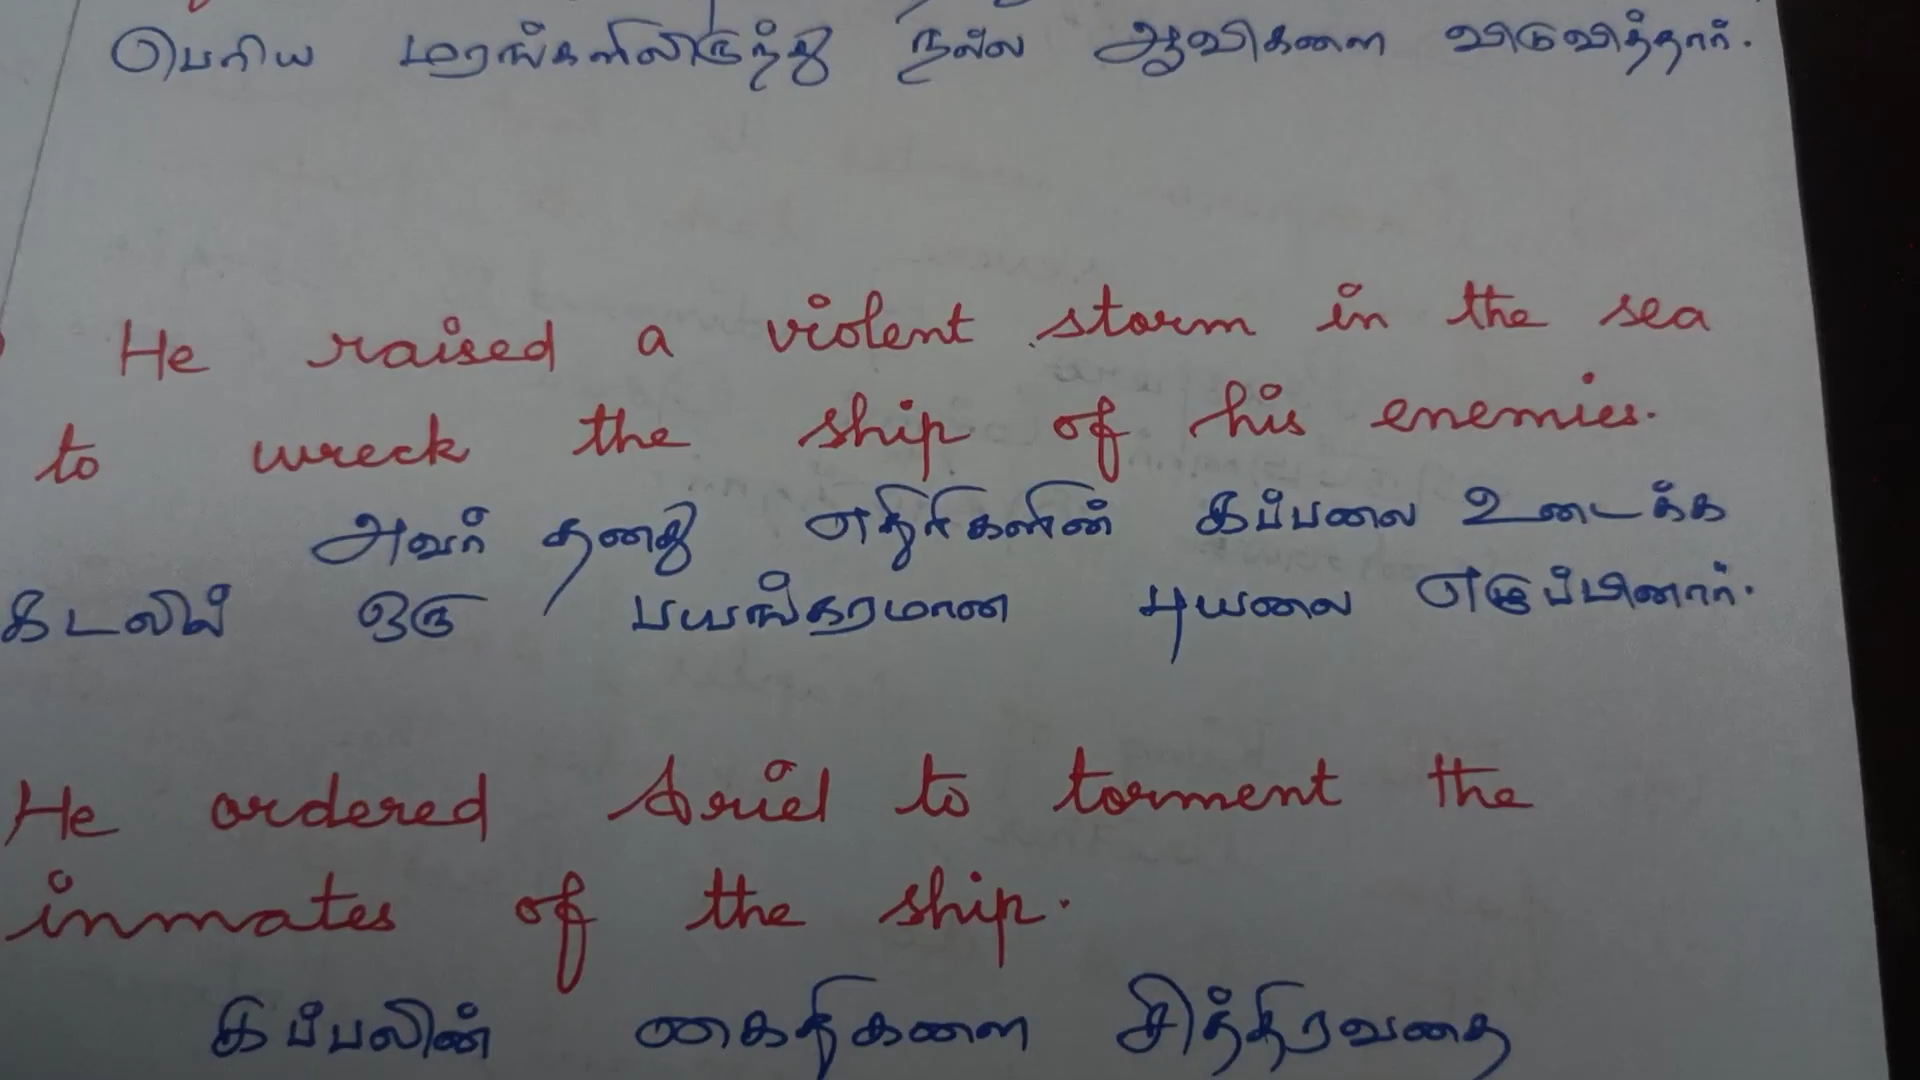 பெரிய மரங்களிலிருந்து நல்ல ஆவிகளை விடுவித்தார்.
He raised a violent storm in the sea
to wreck the ship of his enemies.
அவர் தனது எதிரிகளின் கப்பலை உடைக்க
கடலில் ஒரு பயங்கரமான புயலை எழுப்பினார்.
He ordered Ariel to torment the
inmates of the ship.
கப்பலின் கைதிகளை சித்திரவதை